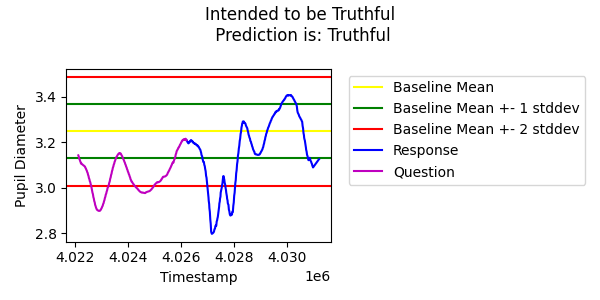 Intended to be Truthful
Prediction is: Truthful
Pupil Diameter
3.4
3.2
3.0
2.8
4.022 4.024 4.026 4.028 4.030
1e6
Timestamp
Baseline Mean
Baseline Mean +- 1 stddev
Baseline Mean +- 2 stddev
Response
Question